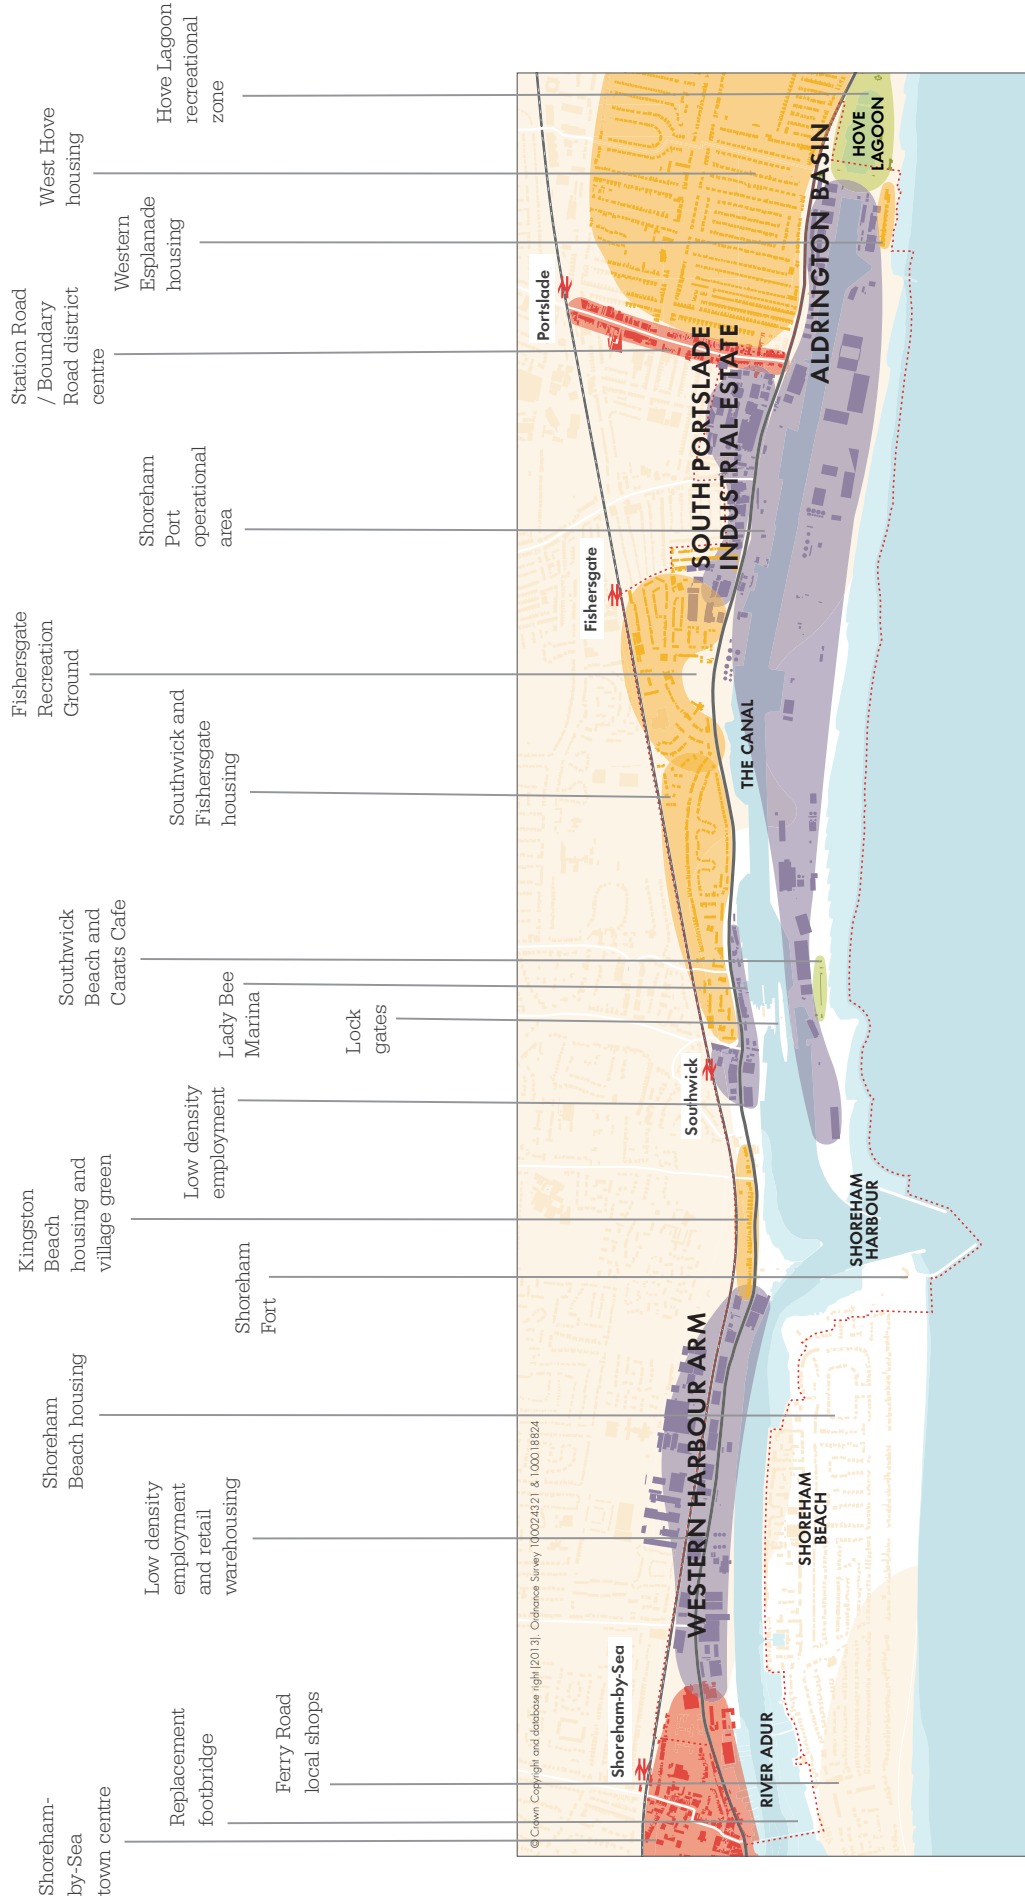 Shoreham-
by-Sea
town centre
Replacement
footbridge
Ferry Road
local shops
Low density
employment
and retail
warehousing
Shoreham
Beach housing
Shoreham
Fort
Kingston
Beach
housing and
village green
Low density
employment
Lock
gates
Lady Bee
Marina
Southwick
Beach and
Carats Cafe
Southwick and
Fishersgate
housing
Fishersgate
Recreation
Ground
Shoreham
Port
operational
area
Station Road
/ Boundary
Road district
centre
Western
Esplanade
housing
West Hove
housing
Hove Lagoon
recreational
zone
© Crown Copyright and database right (2013). Ordnance Survey 100024321 & 100018824
Shoreham-by-Sea
Southwick
Fishersgate
Portslade
WESTERN HARBOUR ARM
SOUTH PORTSLADE
INDUSTRIAL ESTATE
ALDRINGTON BASIN
HOVE
LAGOON
THE CANAL
RIVER ADUR
SHOREHAM
BEACH
SHOREHAM
HARBOUR